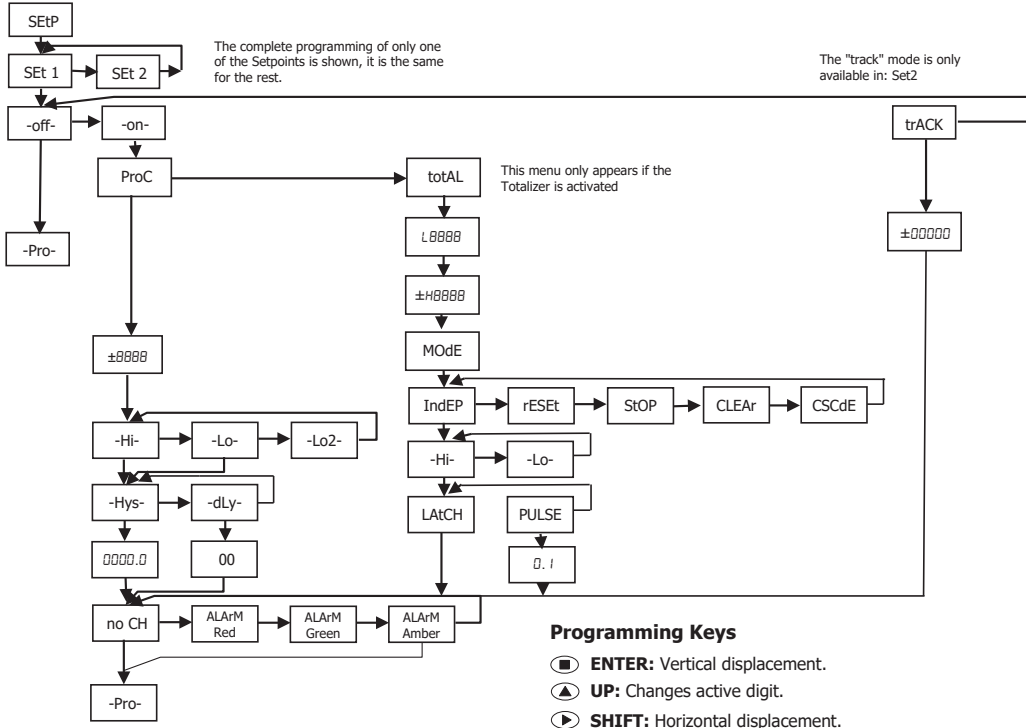 SEtP
The complete programming of only one
of the Setpoints is shown, it is the same
for the rest.
The "track" mode is only
available in: Set2
SEt 1
SEt 2
-off-
-on-
trACK
ProC
totAL
This menu only appears if the
Totalizer is activated
-Pro-
L8888
±00000
±H8888
±8888
MOdE
IndEP
rESEt
StOP
CLEAr
CSCdE
-Hi-
-Lo-
-Lo2-
-Hi-
-Lo-
-Hys-
-dLy-
LAtCH
PULSE
0000.0
00
0.1
no CH
ALArM
Red
ALArM
Green
ALArM
Amber
-Pro-
Programming Keys
ENTER: Vertical displacement.
UP: Changes active digit.
SHIFT: Horizontal displacement.